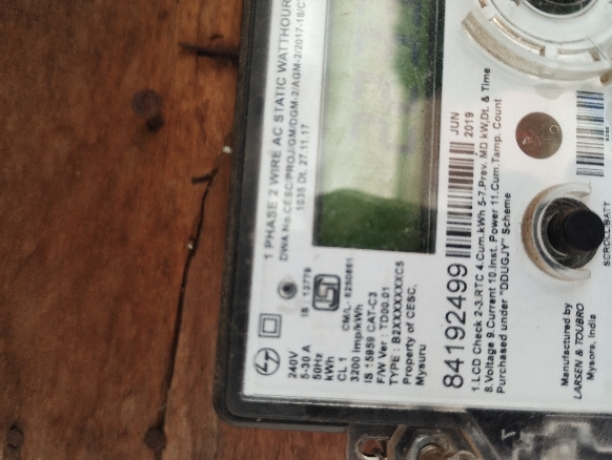 1 PHASE 2 WIRE AC STATIC WATTHOUR
DWA No.CESC/PROJ/GM/DGM-2/AGM-2/2017-18/C
1035 Dt. 27.11.17
IS : 13779
CM/L-
240V
5-30 A
50Hz
kWh
CL 1
3200 Imp/kWh
IS 15959 CAT-C3
F/W Ver : TD00.01
TYPE : B2XXXXXXXC5
Property of CESC,
Mysuru
84192499
JUN
2019
1.LCD Check 2-3.RTC 4.Cum.kWh 5-7.Prev. MD kW,Dt. & Time
8.Voltage 9.Current 10.Inst. Power 11.Cum.Tamp. Count
Purchased under "DDUGJY" Scheme
Manufactured by
LARSEN & TOUBRO
Mysore, India
SCROLL/BATT